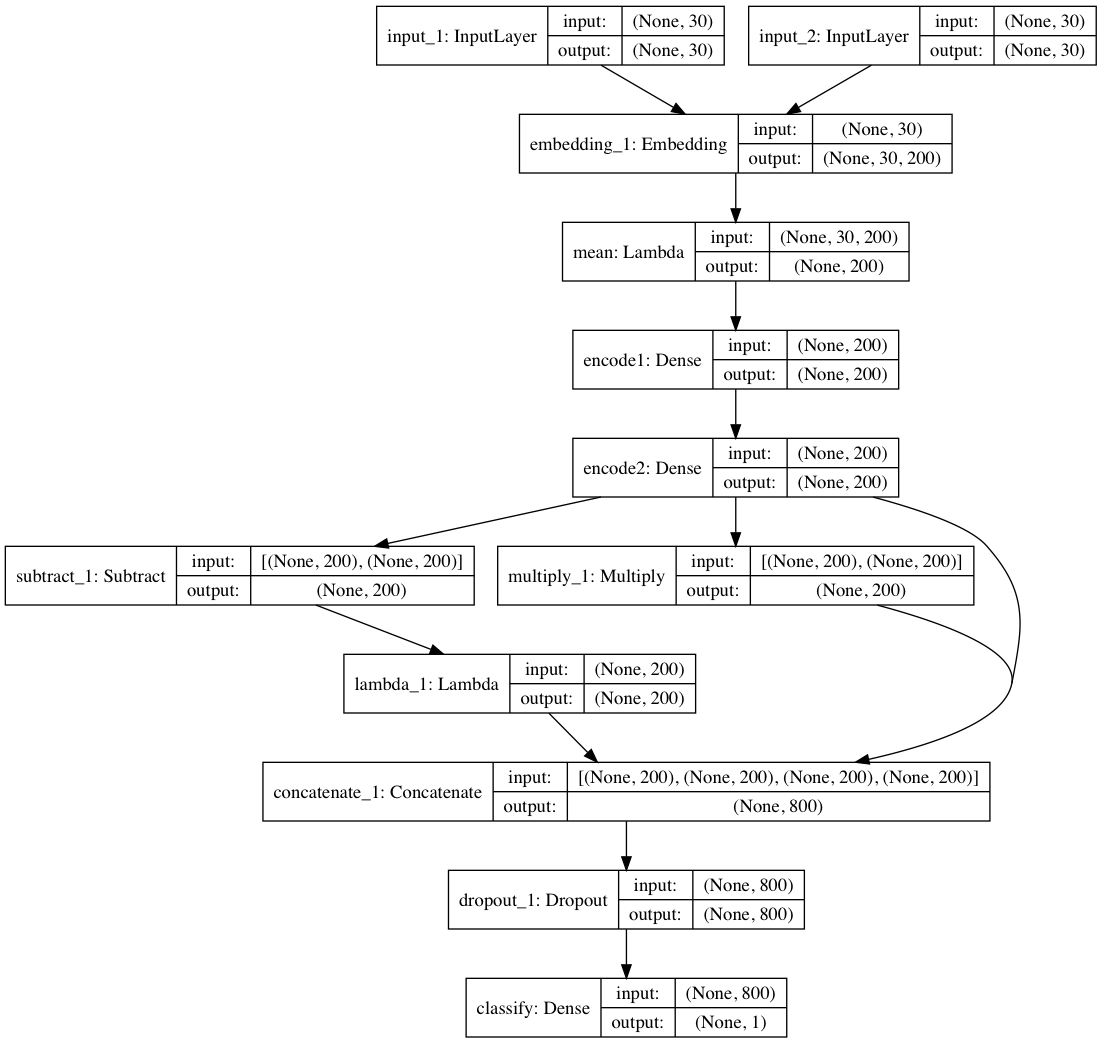 input_1: InputLayer
input:
(None, 30)
output:
(None, 30)
input_2: InputLayer
input:
(None, 30)
output:
(None, 30)
embedding_1: Embedding
input:
(None, 30)
output:
(None, 30, 200)
mean: Lambda
input:
(None, 30, 200)
output:
(None, 200)
encode1: Dense
input:
(None, 200)
output:
(None, 200)
encode2: Dense
input:
(None, 200)
output:
(None, 200)
subtract_1: Subtract
input:
[(None, 200), (None, 200)]
output:
(None, 200)
multiply_1: Multiply
input:
[(None, 200), (None, 200)]
output:
(None, 200)
lambda_1: Lambda
input:
(None, 200)
output:
(None, 200)
concatenate_1: Concatenate
input:
[(None, 200), (None, 200), (None, 200), (None, 200)]
output:
(None, 800)
dropout_1: Dropout
input:
(None, 800)
output:
(None, 800)
classify: Dense
input:
(None, 800)
output:
(None, 1)